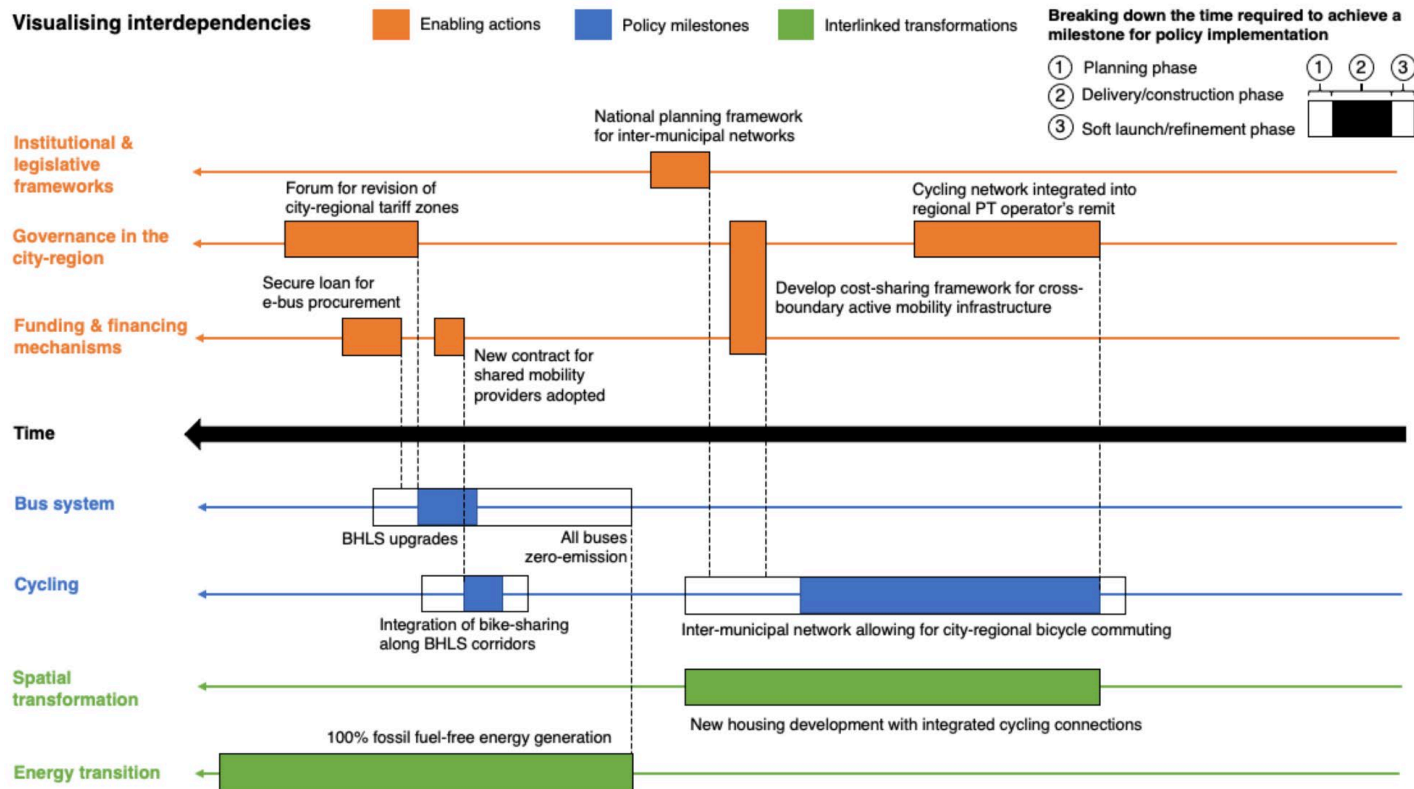 Visualising interdependencies
Enabling actions
Policy milestones
Interlinked transformations
Breaking down the time required to achieve a
milestone for policy implementation
1 Planning phase
2 Delivery/construction phase
3 Soft launch/refinement phase
1 2 3
Institutional &
legislative
frameworks
National planning framework
for inter-municipal networks
Forum for revision of
city-regional tariff zones
Cycling network integrated into
regional PT operator's remit
Governance in the
city-region
Secure loan for
e-bus procurement
Develop cost-sharing framework for cross-
boundary active mobility infrastructure
Funding & financing
mechanisms
New contract for
shared mobility
providers adopted
Time
Bus system
BHLS upgrades
All buses
zero-emission
Cycling
Integration of bike-sharing
along BHLS corridors
Inter-municipal network allowing for city-regional bicycle commuting
Spatial
transformation
New housing development with integrated cycling connections
100% fossil fuel-free energy generation
Energy transition